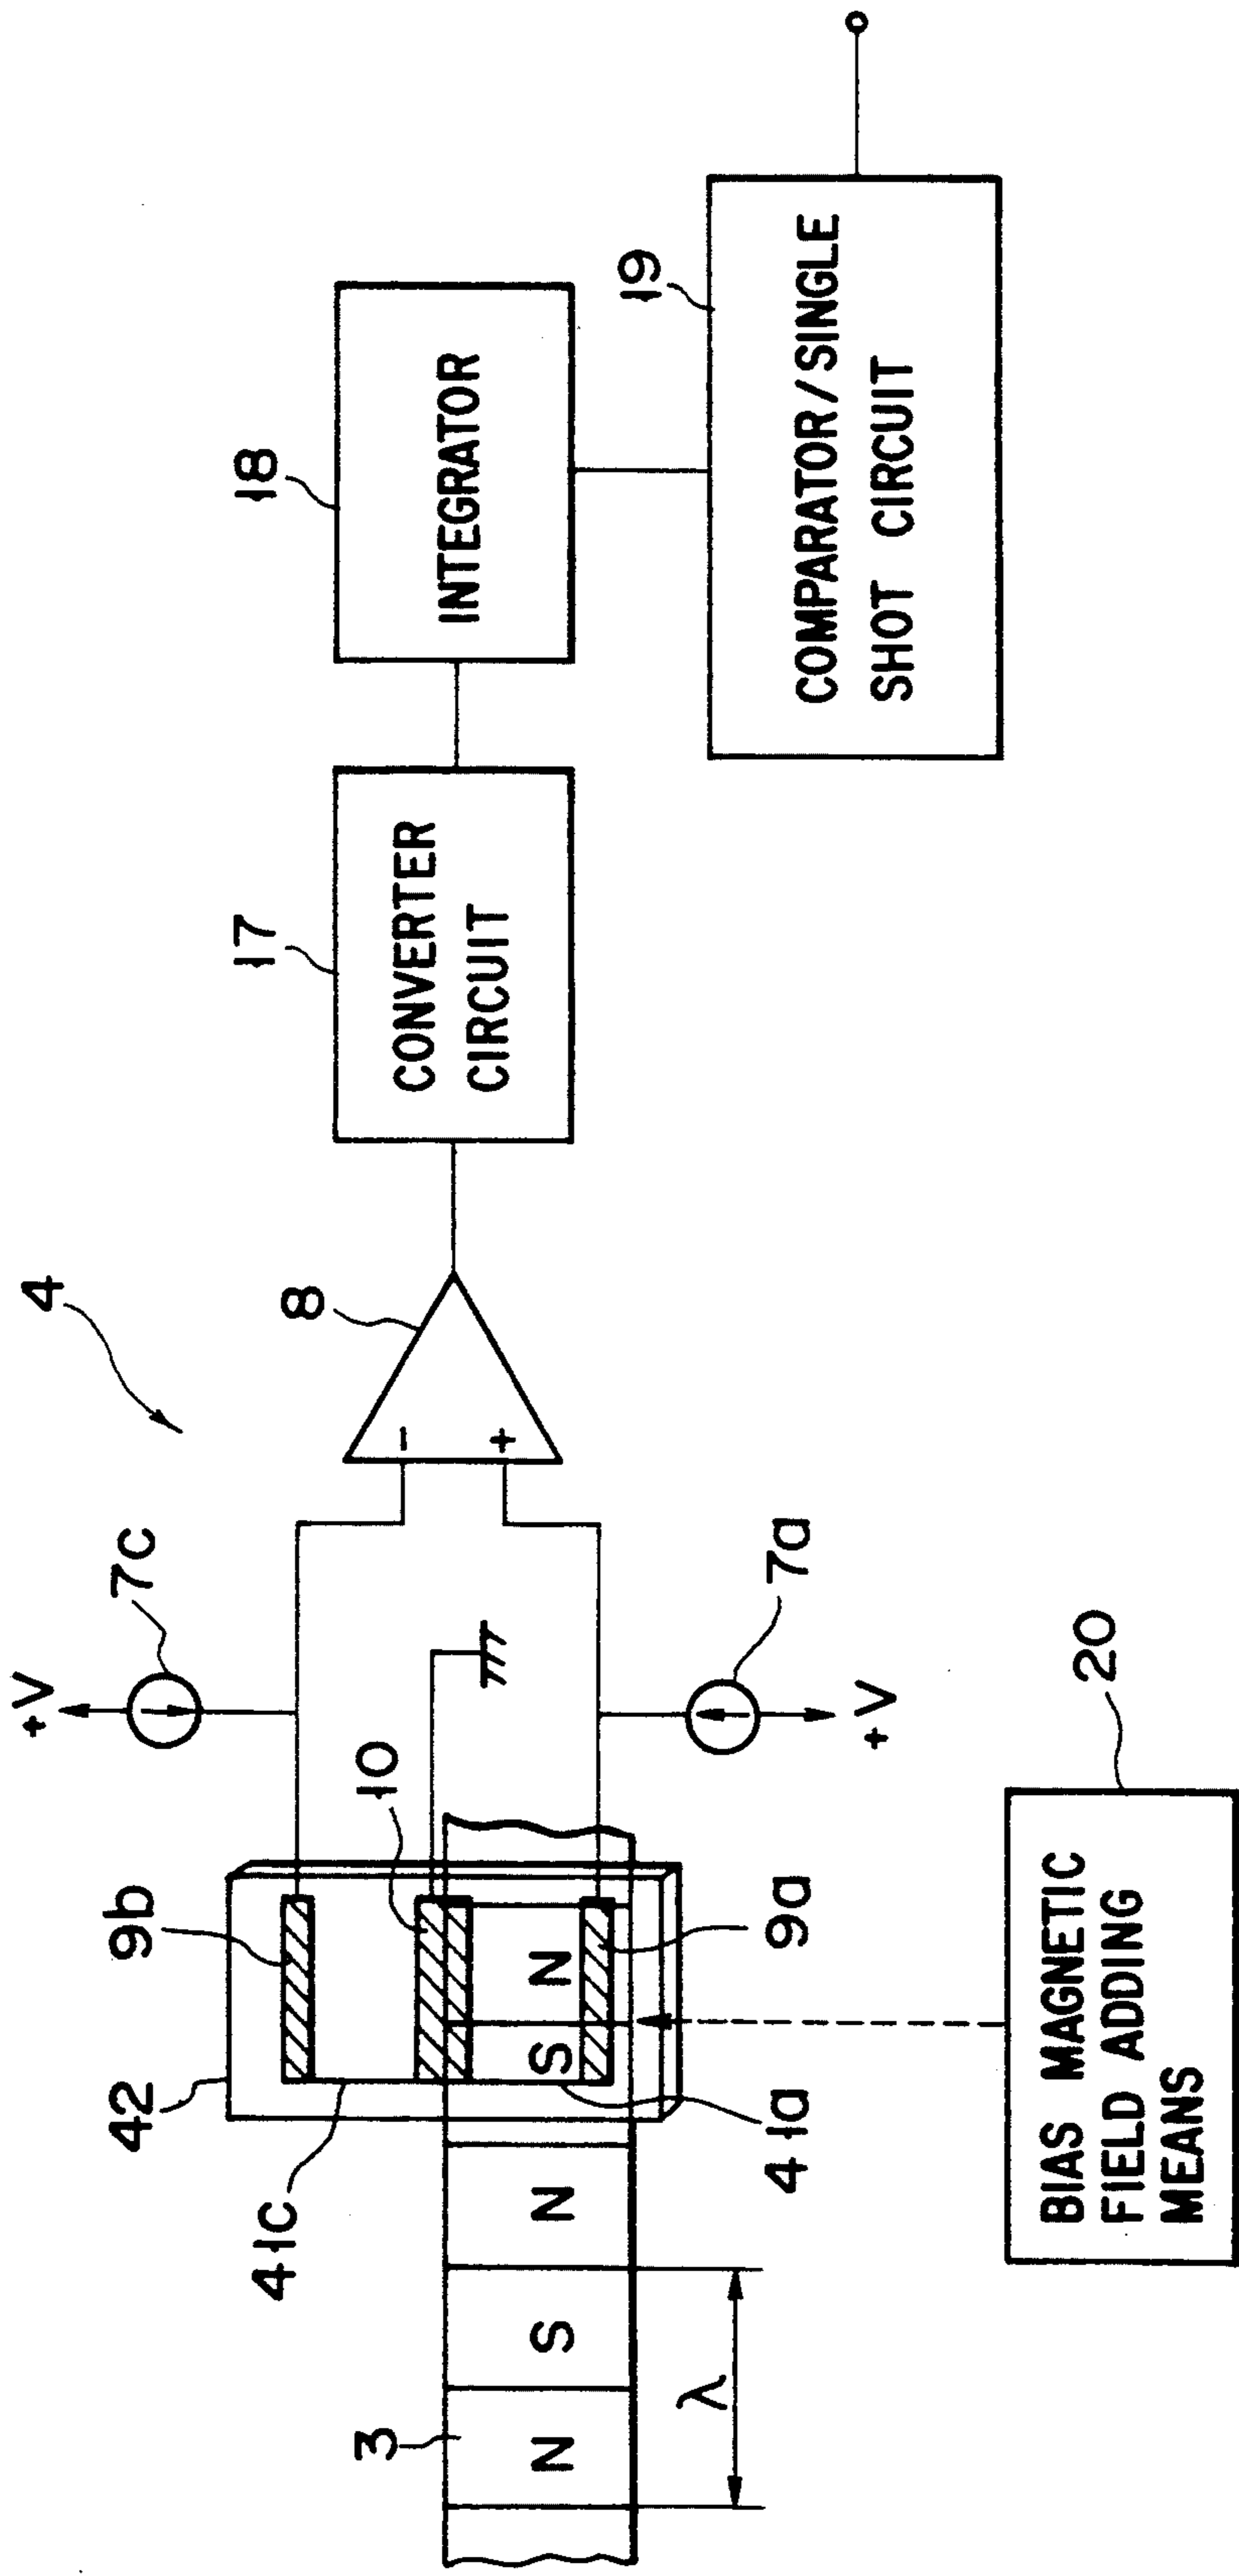 4
+V
7c
8
17
CONVERTER
CIRCUIT
18
INTEGRATOR
19
COMPARATOR/SINGLE
SHOT CIRCUIT
-
+
42
9b
10
41c
3
N
S
N
S
N
λ
41a
9a
7a
+V
20
BIAS MAGNETIC
FIELD ADDING
MEANS